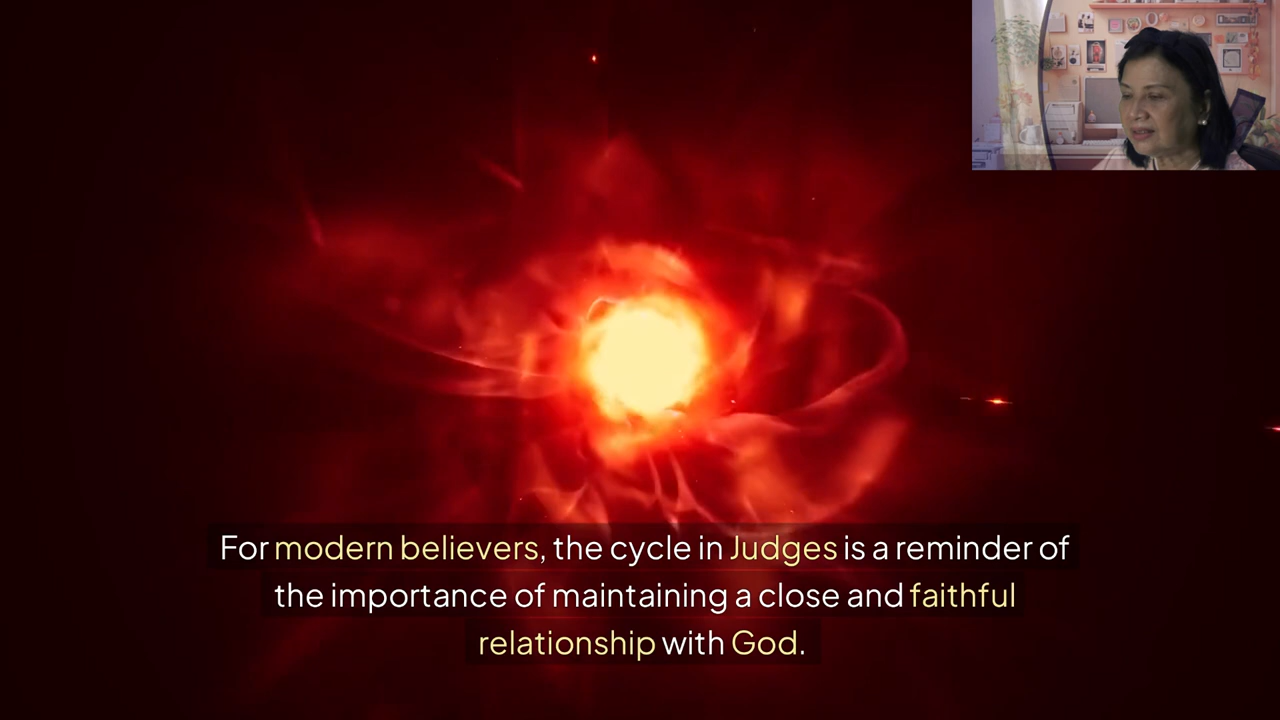 For modern believers, the cycle in Judges is a reminder of
the importance of maintaining a close and faithful
relationship with God.